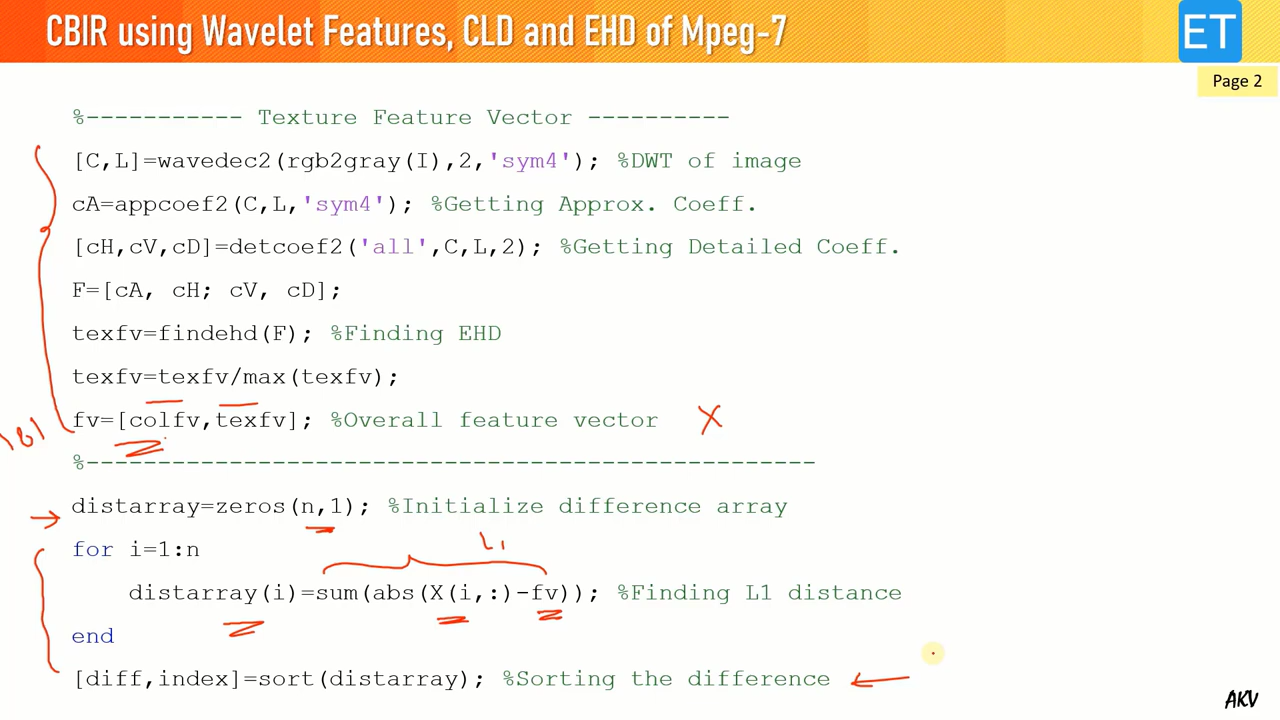 CBIR using Wavelet Features, CLD and EHD of Mpeg-7
ET
Page 2
%----------- Texture Feature Vector ----------
[C,L]=wavedec2(rgb2gray(I),2,'sym4'); %DWT of image
cA=appcoef2(C,L,'sym4'); %Getting Approx. Coeff.
[cH,cV,cD]=detcoef2('all',C,L,2); %Getting Detailed Coeff.
F=[cA, cH; cV, cD];
texfv=findehd(F); %Finding EHD
texfv=texfv/max(texfv);
fv=[colfv,texfv]; %Overall feature vector X
%---------------------------------------------------
distarray=zeros(n,1); %Initialize difference array
for i=1:n
L1
distarray(i)=sum(abs(X(i,:)-fv)); %Finding L1 distance
end
[diff,index]=sort(distarray); %Sorting the difference
AKV